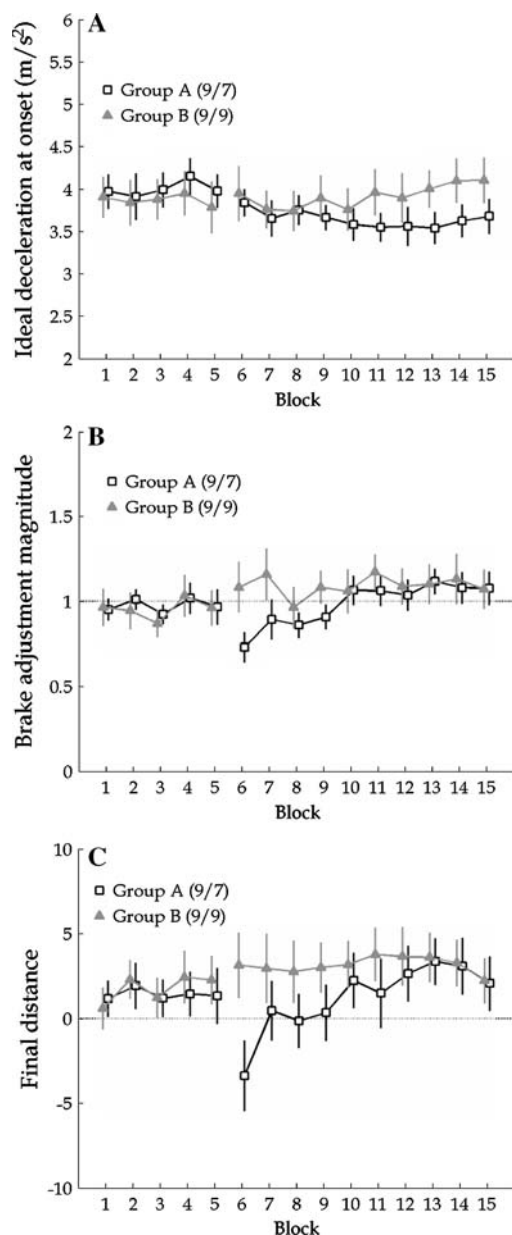 A
Ideal deceleration at onset (m/s²)
6
5.5
5
4.5
4
3.5
3
2.5
2
Group A (9/7)
Group B (9/9)
1 2 3 4 5 6 7 8 9 10 11 12 13 14 15
Block
B
Brake adjustment magnitude
2
1.5
1
0.5
0
Group A (9/7)
Group B (9/9)
1 2 3 4 5 6 7 8 9 10 11 12 13 14 15
Block
C
Final distance
10
5
0
-5
-10
Group A (9/7)
Group B (9/9)
1 2 3 4 5 6 7 8 9 10 11 12 13 14 15
Block